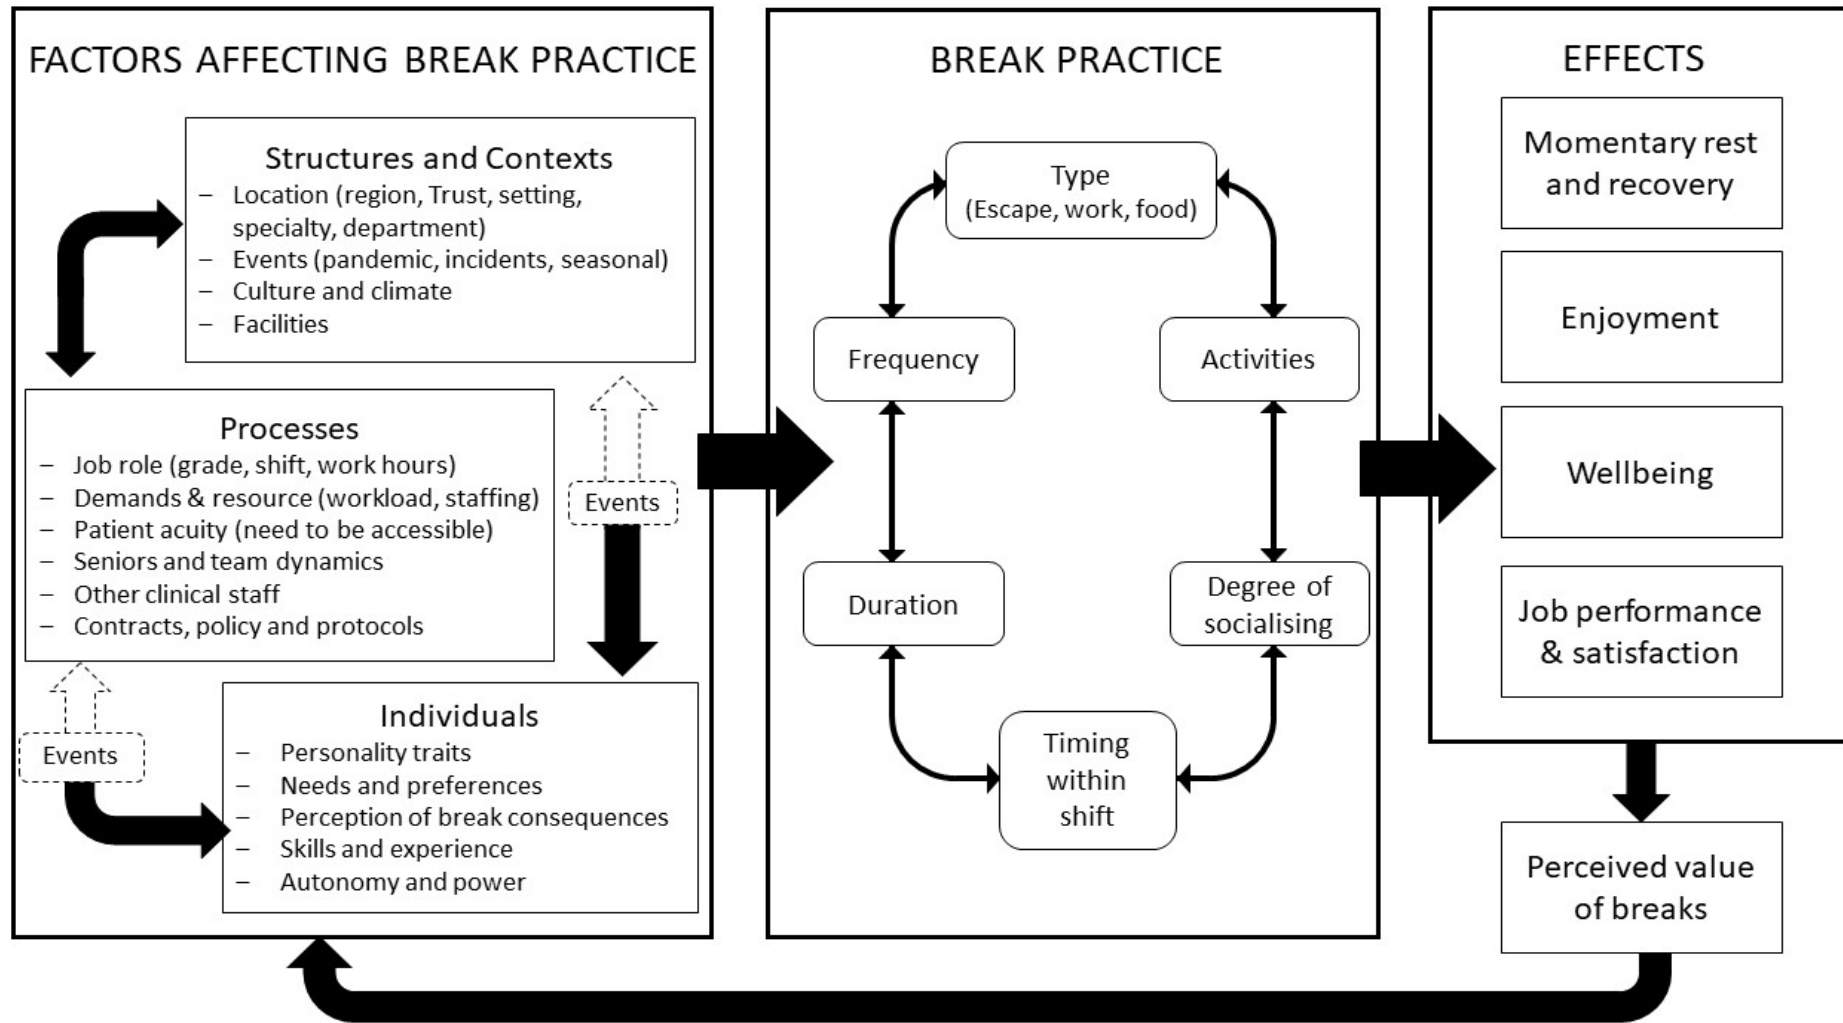 FACTORS AFFECTING BREAK PRACTICE
Structures and Contexts
– Location (region, Trust, setting,
specialty, department)
– Events (pandemic, incidents, seasonal)
– Culture and climate
– Facilities
Processes
– Job role (grade, shift, work hours)
– Demands & resource (workload, staffing)
– Patient acuity (need to be accessible)
– Seniors and team dynamics
– Other clinical staff
– Contracts, policy and protocols
Events
Events
Individuals
– Personality traits
– Needs and preferences
– Perception of break consequences
– Skills and experience
– Autonomy and power
BREAK PRACTICE
Type
(Escape, work, food)
Frequency
Activities
Duration
Degree of
socialising
Timing
within
shift
EFFECTS
Momentary rest
and recovery
Enjoyment
Wellbeing
Job performance
& satisfaction
Perceived value
of breaks